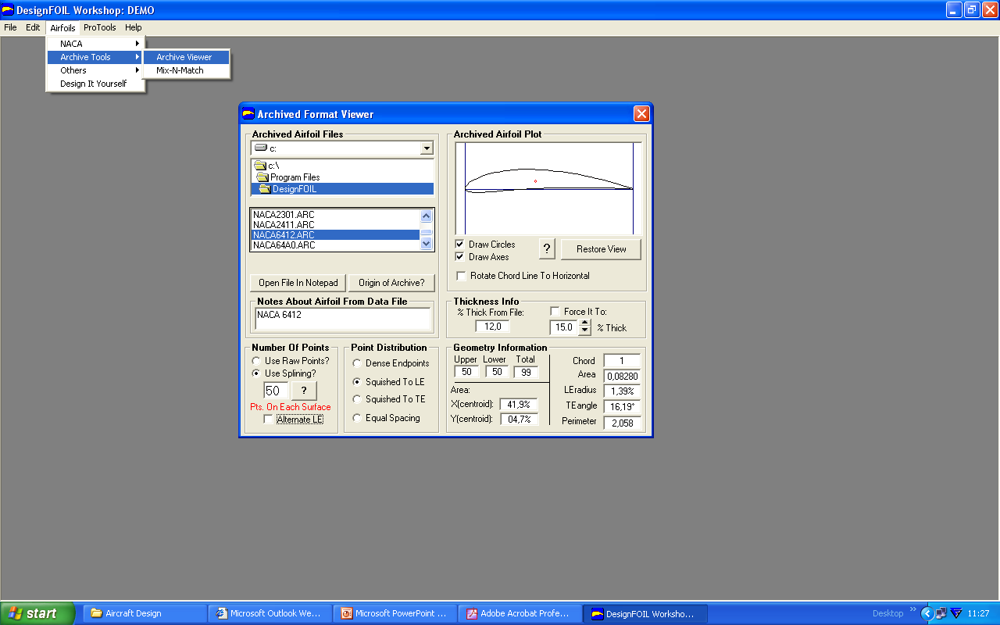 DesignFOIL Workshop: DEMO
File Edit Airfoils ProTools Help
NACA
Archive Tools
Others
Design It Yourself
Archive Viewer
Mix-N-Match
Archived Format Viewer
Archived Airfoil Files
c:
c:\
Program Files
DesignFOIL
NACA2301.ARC
NACA2411.ARC
NACA6412.ARC
NACA64A0.ARC
Open File In Notepad
Origin of Archive?
Notes About Airfoil From Data File
NACA 6412
Archived Airfoil Plot
Draw Circles
Draw Axes
?
Restore View
Rotate Chord Line To Horizontal
Thickness Info
% Thick From File:
12,0
Force It To:
15.0 % Thick
Number Of Points
Use Raw Points?
Use Splining?
50 ?
Pts. On Each Surface
Alternate LE
Point Distribution
Dense Endpoints
Squished To LE
Squished To TE
Equal Spacing
Geometry Information
Upper Lower Total
50 50 99
Area:
X(centroid): 41,9%
Y(centroid): 04,7%
Chord 1
Area 0,08280
LEradius 1,39%
TEangle 16,19°
Perimeter 2,058
start
Aircraft Design
Microsoft Outlook We...
Microsoft PowerPoint ...
Adobe Acrobat Profe...
DesignFOIL Worksho...
Desktop »
11:27